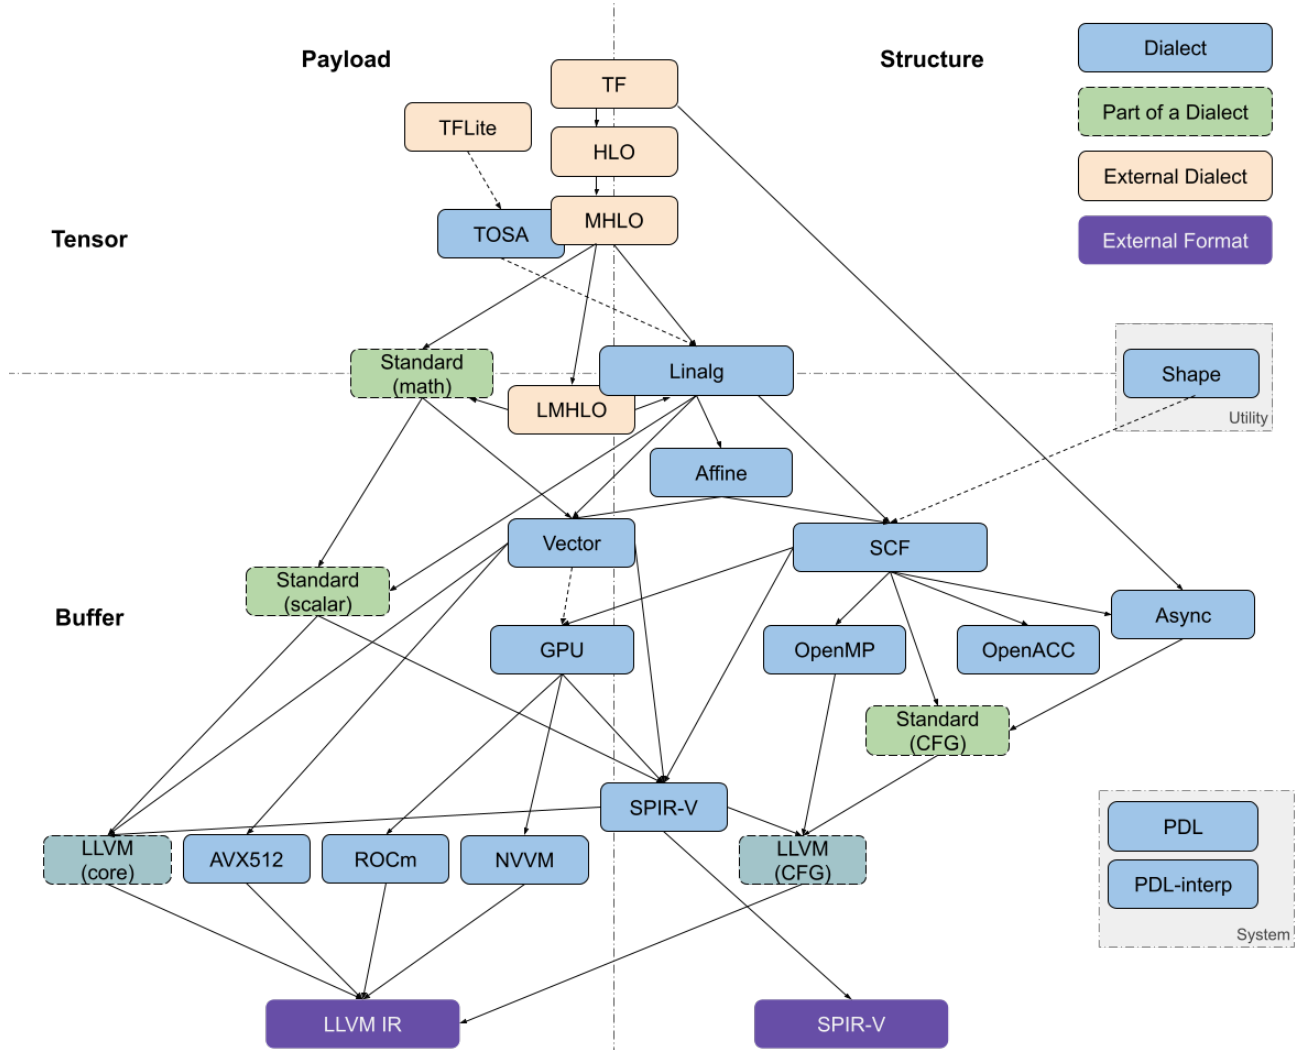 Payload
Structure
Dialect
TF
TFLite
Part of a Dialect
HLO
External Dialect
MHLO
TOSA
Tensor
External Format
Standard
(math)
Linalg
Shape
LMHLO
Utility
Affine
Vector
SCF
Standard
(scalar)
Buffer
Async
GPU
OpenMP
OpenACC
Standard
(CFG)
SPIR-V
PDL
LLVM
(core)
AVX512
ROCm
NVVM
LLVM
(CFG)
PDL-interp
System
LLVM IR
SPIR-V